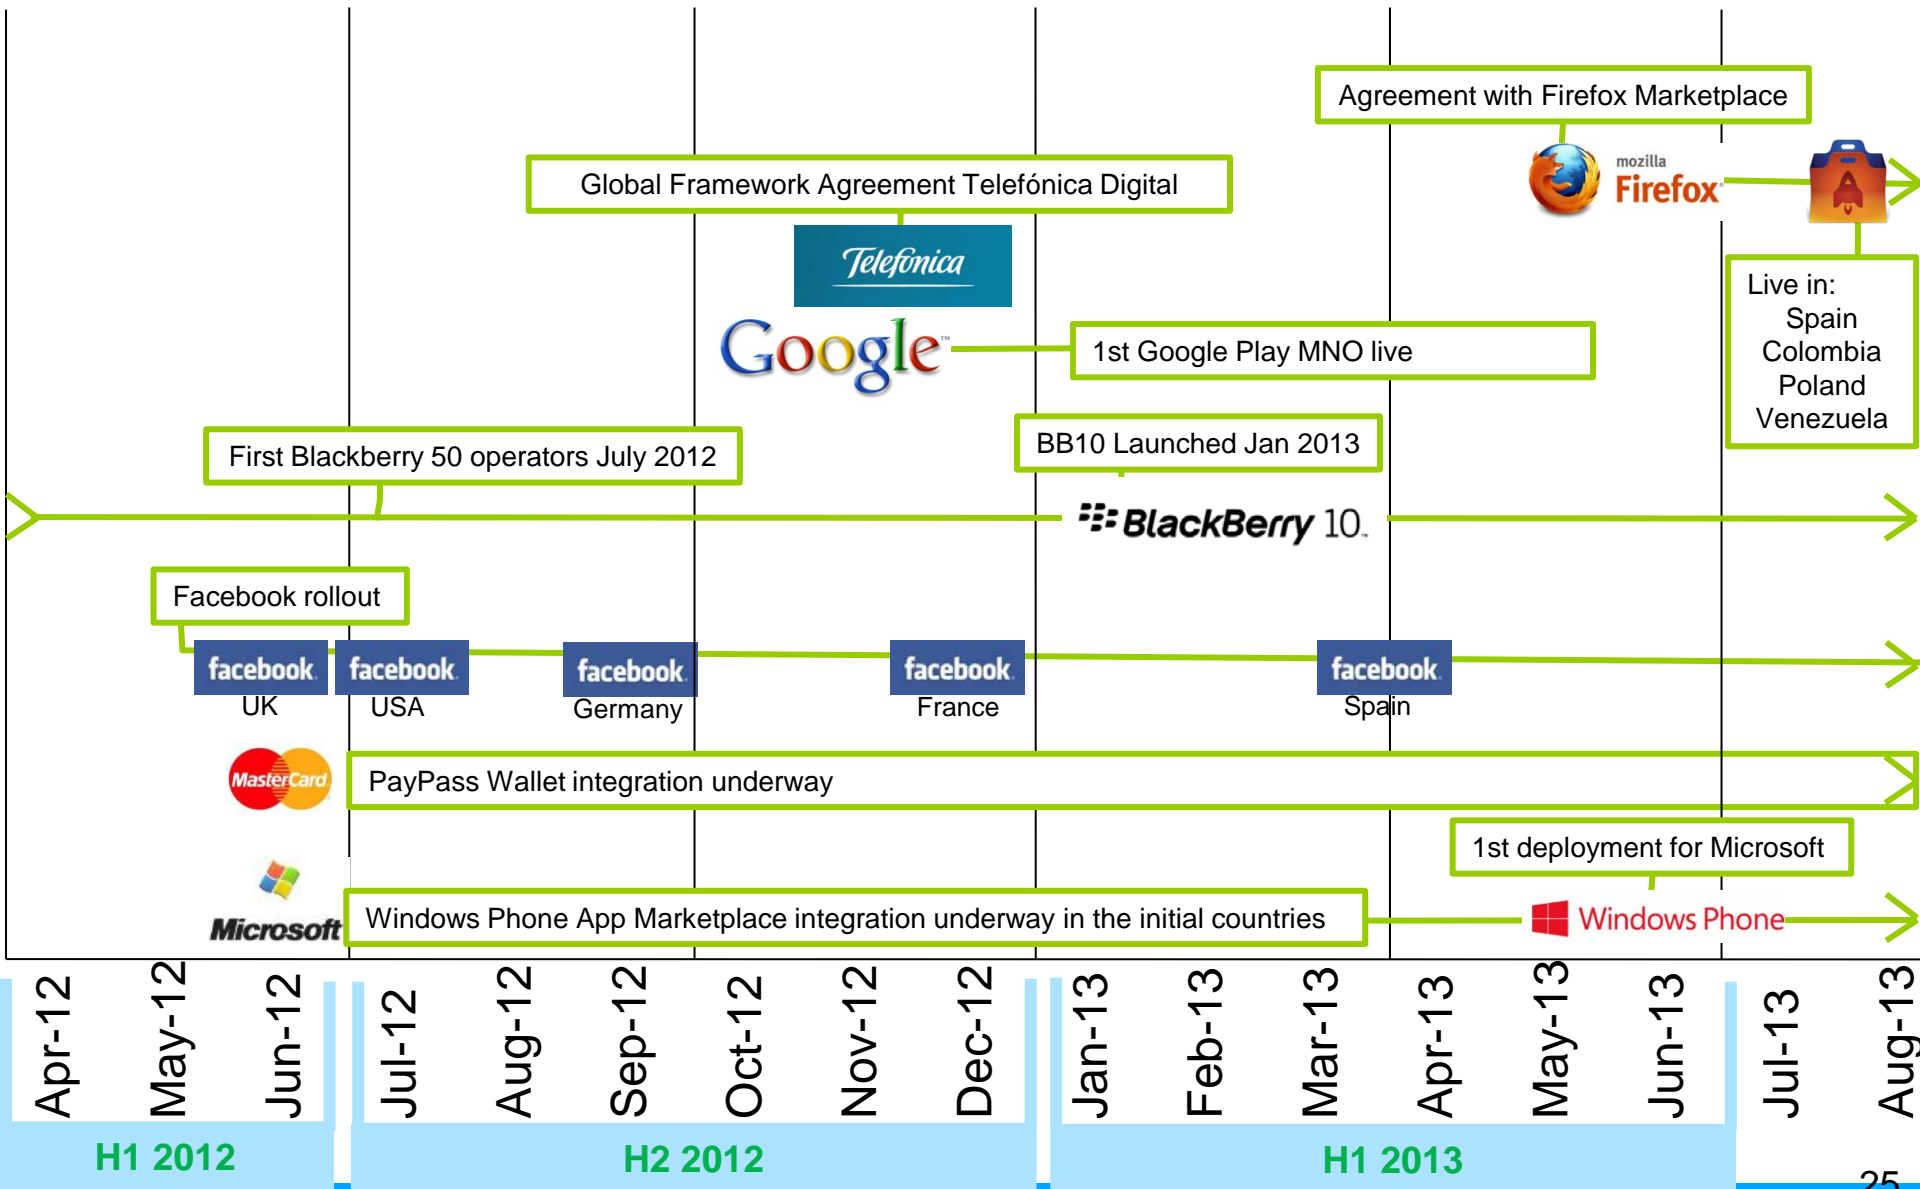 Agreement with Firefox Marketplace
mozilla
Firefox
Global Framework Agreement Telefónica Digital
Telefónica
Google™
1st Google Play MNO live
Live in:
Spain
Colombia
Poland
Venezuela
First Blackberry 50 operators July 2012
BB10 Launched Jan 2013
BlackBerry 10
Facebook rollout
facebook
UK
facebook
USA
facebook
Germany
facebook
France
facebook
Spain
MasterCard
PayPass Wallet integration underway
1st deployment for Microsoft
Microsoft
Windows Phone App Marketplace integration underway in the initial countries
Windows Phone
Apr-12
May-12
Jun-12
Jul-12
Aug-12
Sep-12
Oct-12
Nov-12
Dec-12
Jan-13
Feb-13
Mar-13
Apr-13
May-13
Jun-13
Jul-13
Aug-13
H1 2012
H2 2012
H1 2013
25